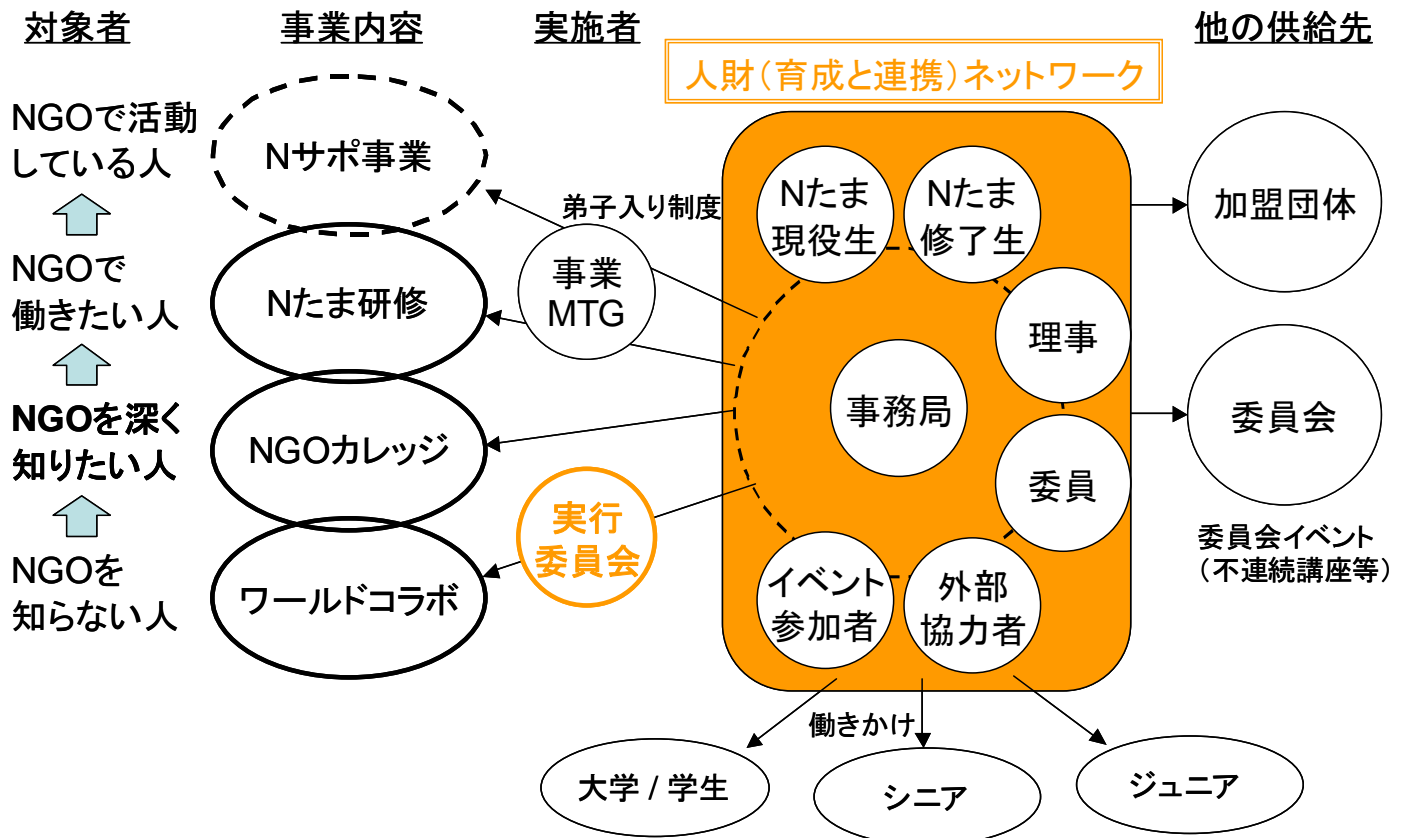 対象者
事業内容
実施者
他の供給先
人財（育成と連携）ネットワーク
NGOで活動
している人
NGOで
働きたい人
NGOを深く
知りたい人
NGOを
知らない人
Nサポ事業
Nたま研修
NGOカレッジ
ワールドコラボ
弟子入り制度
事業
MTG
実行
委員会
Nたま
現役生
Nたま
修了生
理事
事務局
委員
イベント
参加者
外部
協力者
加盟団体
委員会
委員会イベント
（不連続講座等）
働きかけ
大学 / 学生
シニア
ジュニア